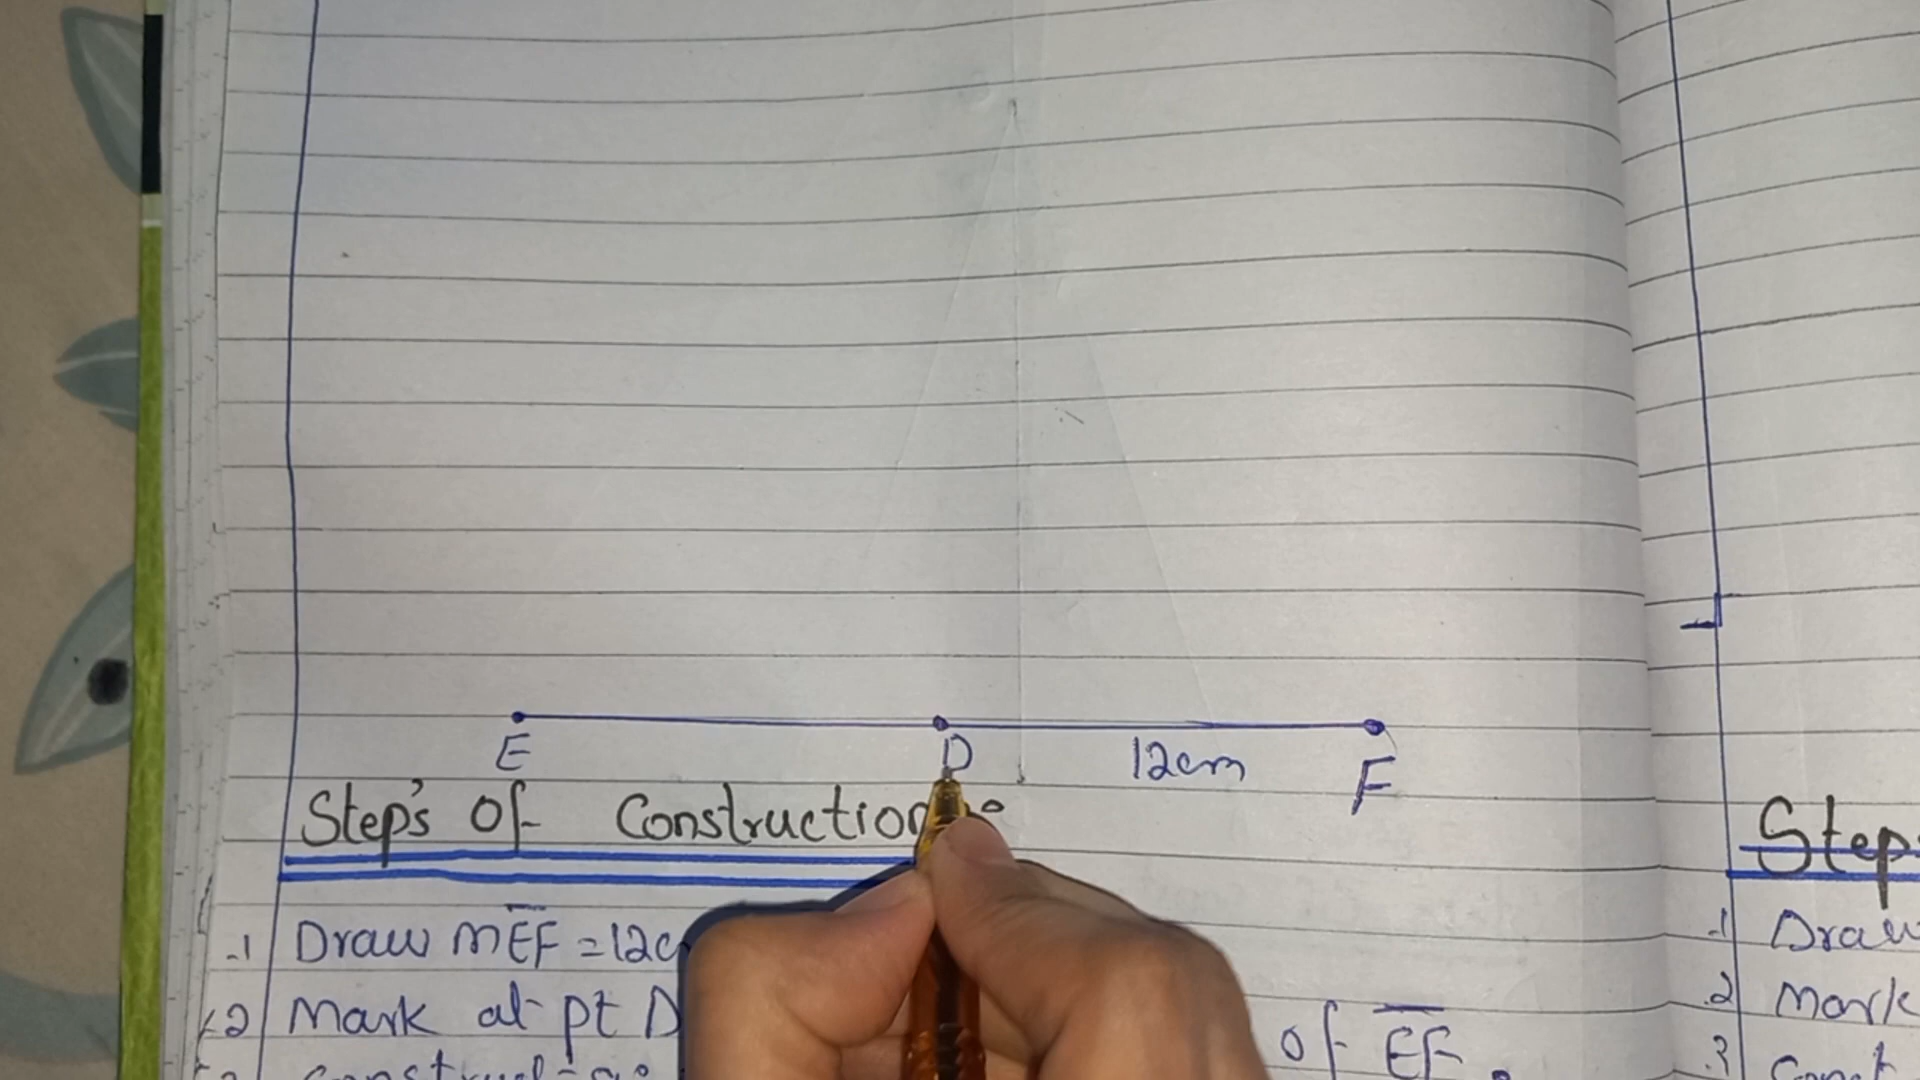 E D 12cm F
Step's Of Construction
.1 Draw mEF = 12c
.2 Mark at pt D of EF.
Step
.1 Draw
.2 Mark
.3 Const